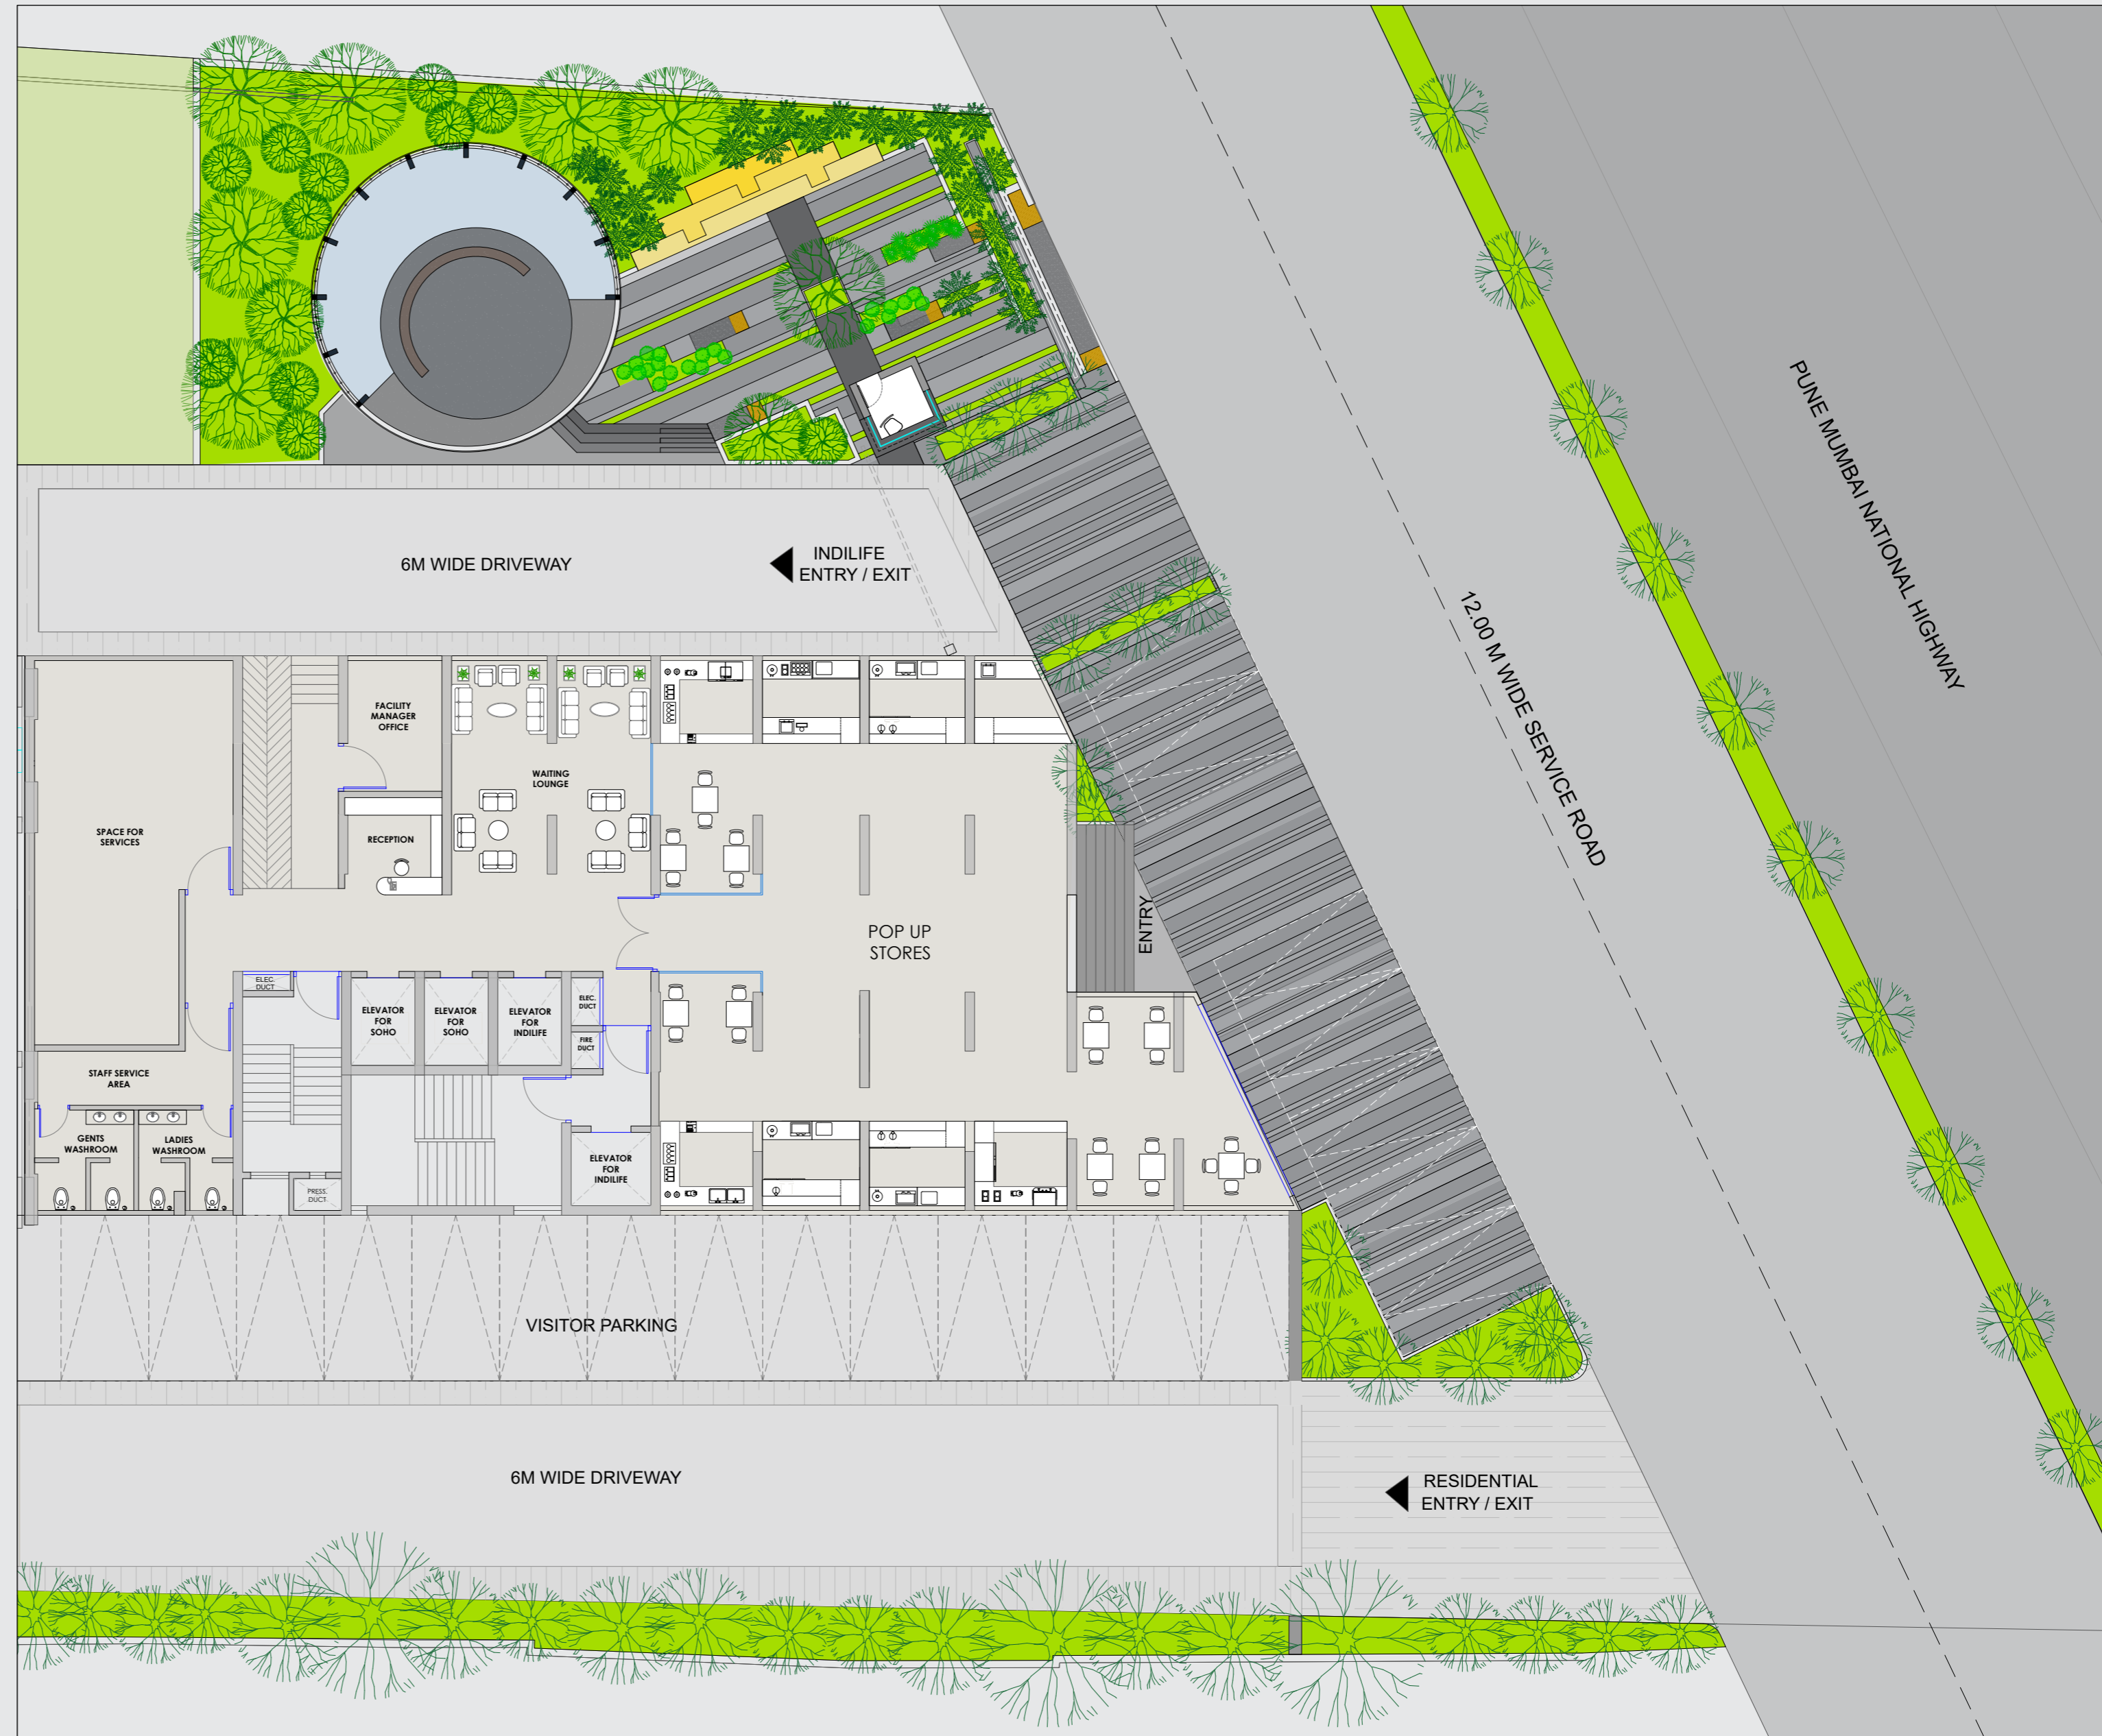 PUNE MUMBAI NATIONAL HIGHWAY
6M WIDE DRIVEWAY
INDILIFE
ENTRY / EXIT
12.00 M WIDE SERVICE ROAD
FACILITY
MANAGER
OFFICE
WAITING
LOUNGE
SPACE FOR
SERVICES
RECEPTION
POP UP
STORES
ENTRY
ELEC.
DUCT
ELEVATOR
FOR
SOHO
ELEVATOR
FOR
SOHO
ELEVATOR
FOR
INDILIFE
ELEC.
DUCT
FIRE
DUCT
STAFF SERVICE
AREA
GENTS
WASHROOM
LADIES
WASHROOM
ELEVATOR
FOR
INDILIFE
PRESS.
DUCT
VISITOR PARKING
6M WIDE DRIVEWAY
RESIDENTIAL
ENTRY / EXIT